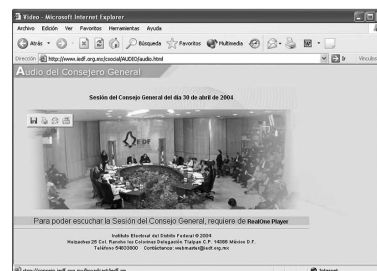 Video - Microsoft Internet Explorer
Archivo Edición Ver Favoritos Herramientas Ayuda
Atrás Búsqueda Favoritos Multimedia
Dirección http://www.iedf.org.mx/csocial/AUDIO/audio.html Ir Vínculos
Audio del Consejero General
Sesión del Consejo General del día 30 de abril de 2004
IEDF
Para poder escuchar la Sesión del Consejo General, requiere de RealOne Player
Instituto Electoral del Distrito Federal © 2004
Huizaches 25 Col. Rancho los Colorines Delegación Tlalpan C.P. 14386 México D.F.
Teléfono 54833800 Contáctenos: webmaster@iedf.org.mx
Internet